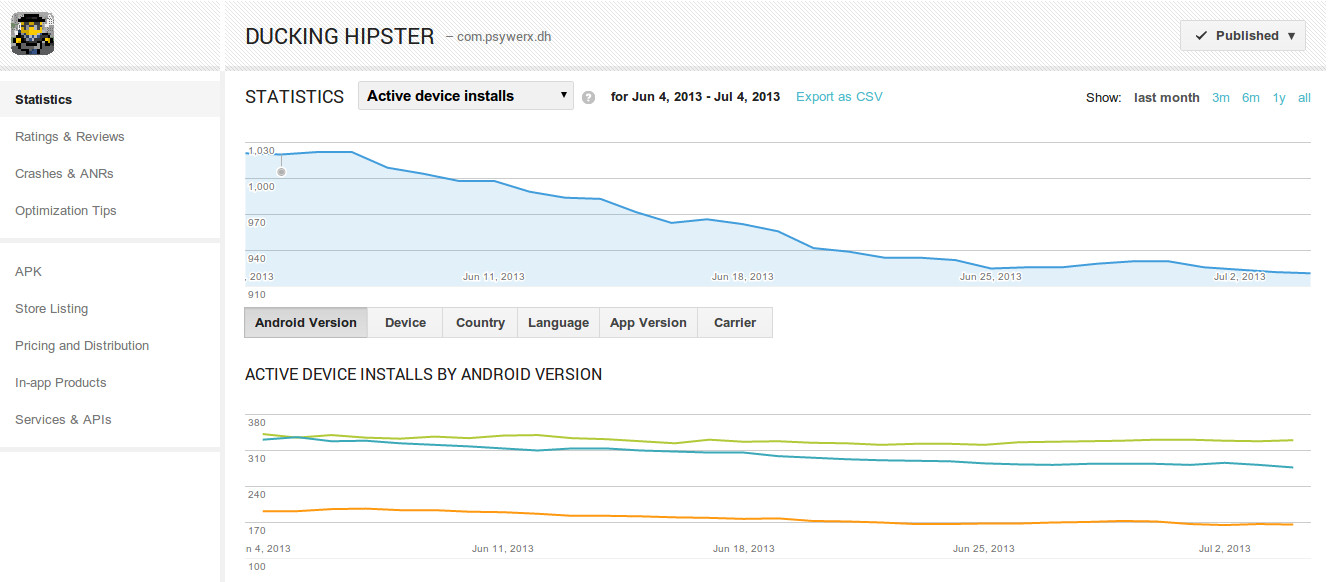 DUCKING HIPSTER – com.psywerx.dh
Published
Statistics
Ratings & Reviews
Crashes & ANRs
Optimization Tips
APK
Store Listing
Pricing and Distribution
In-app Products
Services & APIs
STATISTICS Active device installs ? for Jun 4, 2013 - Jul 4, 2013 Export as CSV Show: last month 3m 6m 1y all
1,030
1,000
970
940
, 2013 Jun 11, 2013 Jun 18, 2013 Jun 25, 2013 Jul 2, 2013
910
Android Version Device Country Language App Version Carrier
ACTIVE DEVICE INSTALLS BY ANDROID VERSION
380
310
240
170
n 4, 2013 Jun 11, 2013 Jun 18, 2013 Jun 25, 2013 Jul 2, 2013
100